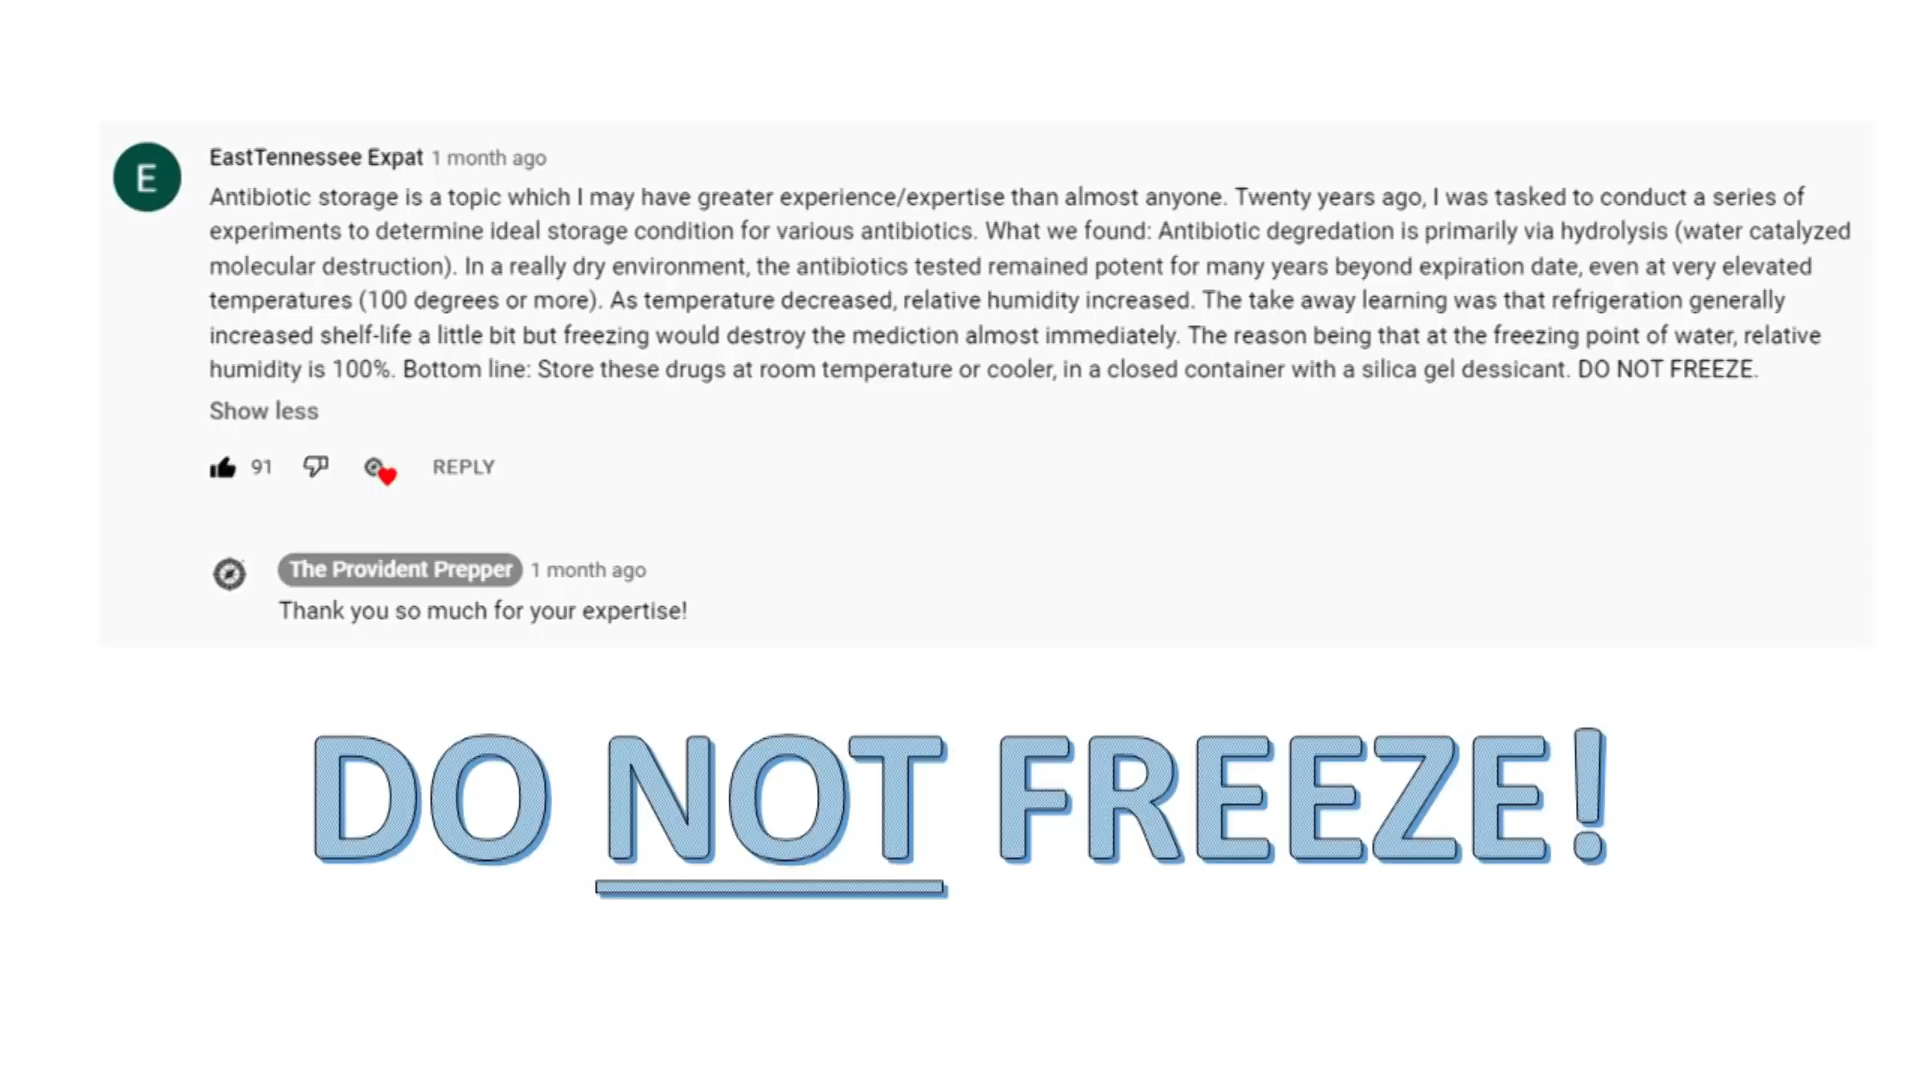 E
EastTennessee Expat 1 month ago
Antibiotic storage is a topic which I may have greater experience/expertise than almost anyone. Twenty years ago, I was tasked to conduct a series of
experiments to determine ideal storage condition for various antibiotics. What we found: Antibiotic degredation is primarily via hydrolysis (water catalyzed
molecular destruction). In a really dry environment, the antibiotics tested remained potent for many years beyond expiration date, even at very elevated
temperatures (100 degrees or more). As temperature decreased, relative humidity increased. The take away learning was that refrigeration generally
increased shelf-life a little bit but freezing would destroy the mediction almost immediately. The reason being that at the freezing point of water, relative
humidity is 100%. Bottom line: Store these drugs at room temperature or cooler, in a closed container with a silica gel dessicant. DO NOT FREEZE.
Show less
91 REPLY
The Provident Prepper 1 month ago
Thank you so much for your expertise!
DO NOT FREEZE!